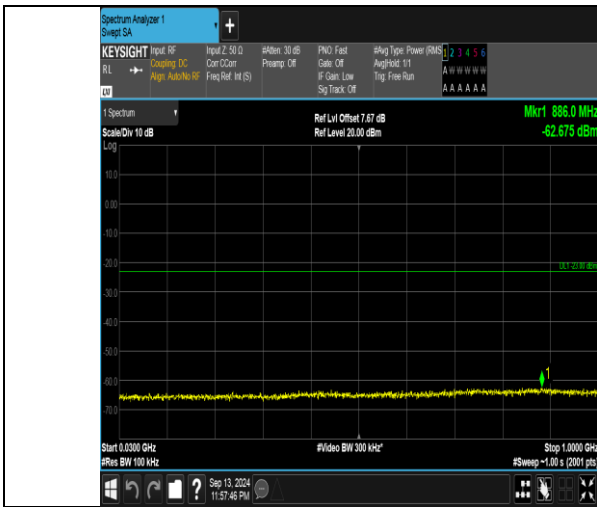 Spectrum Analyzer 1
Swept SA
+
KEYSIGHT
RL
LXI
Input: RF
Coupling: DC
Align: Auto/No RF
Input Z: 50 Ω
Corr CCorr
Freq Ref: Int (S)
#Atten: 30 dB
Preamp: Off
PNO: Fast
Gate: Off
IF Gain: Low
Sig Track: Off
#Avg Type: Power (RMS
Avg|Hold: 1/1
Trig: Free Run
1 2 3 4 5 6
A W W W W W
A A A A A A
1 Spectrum
Scale/Div 10 dB
Log
Ref Lvl Offset 7.67 dB
Ref Level 20.00 dBm
Mkr1 886.0 MHz
-62.675 dBm
10.0
0.00
-10.0
-20.0
DL1 -23.00 dBm
-30.0
-40.0
-50.0
1
-60.0
-70.0
Start 0.0300 GHz
#Res BW 100 kHz
#Video BW 300 kHz*
Stop 1.0000 GHz
#Sweep ~1.00 s (2001 pts)
?
Sep 13, 2024
11:57:46 PM